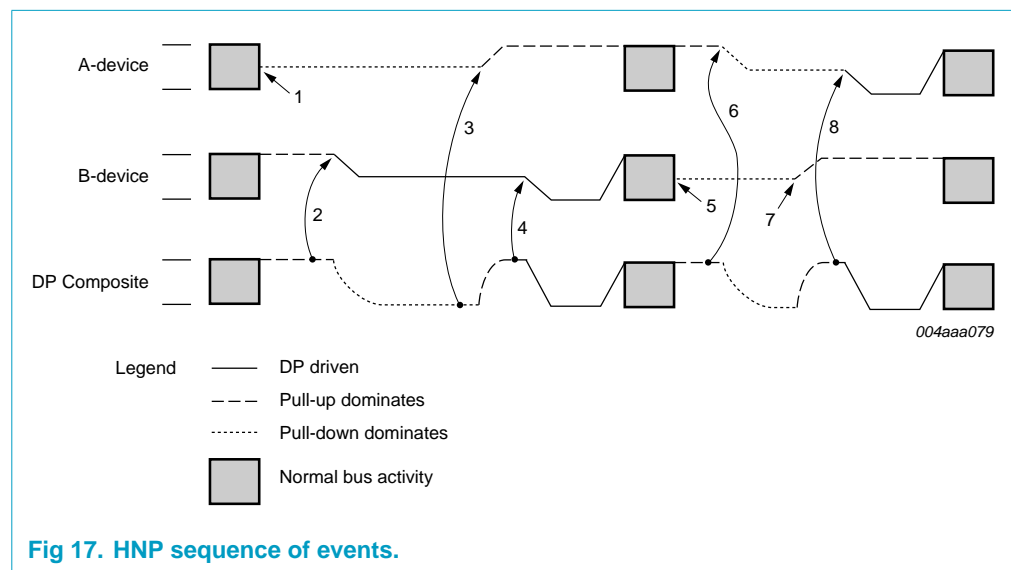 A-device
1
3
6
8
B-device
2
4
5
7
DP Composite
004aaa079
Legend
DP driven
Pull-up dominates
Pull-down dominates
Normal bus activity
Fig 17. HNP sequence of events.